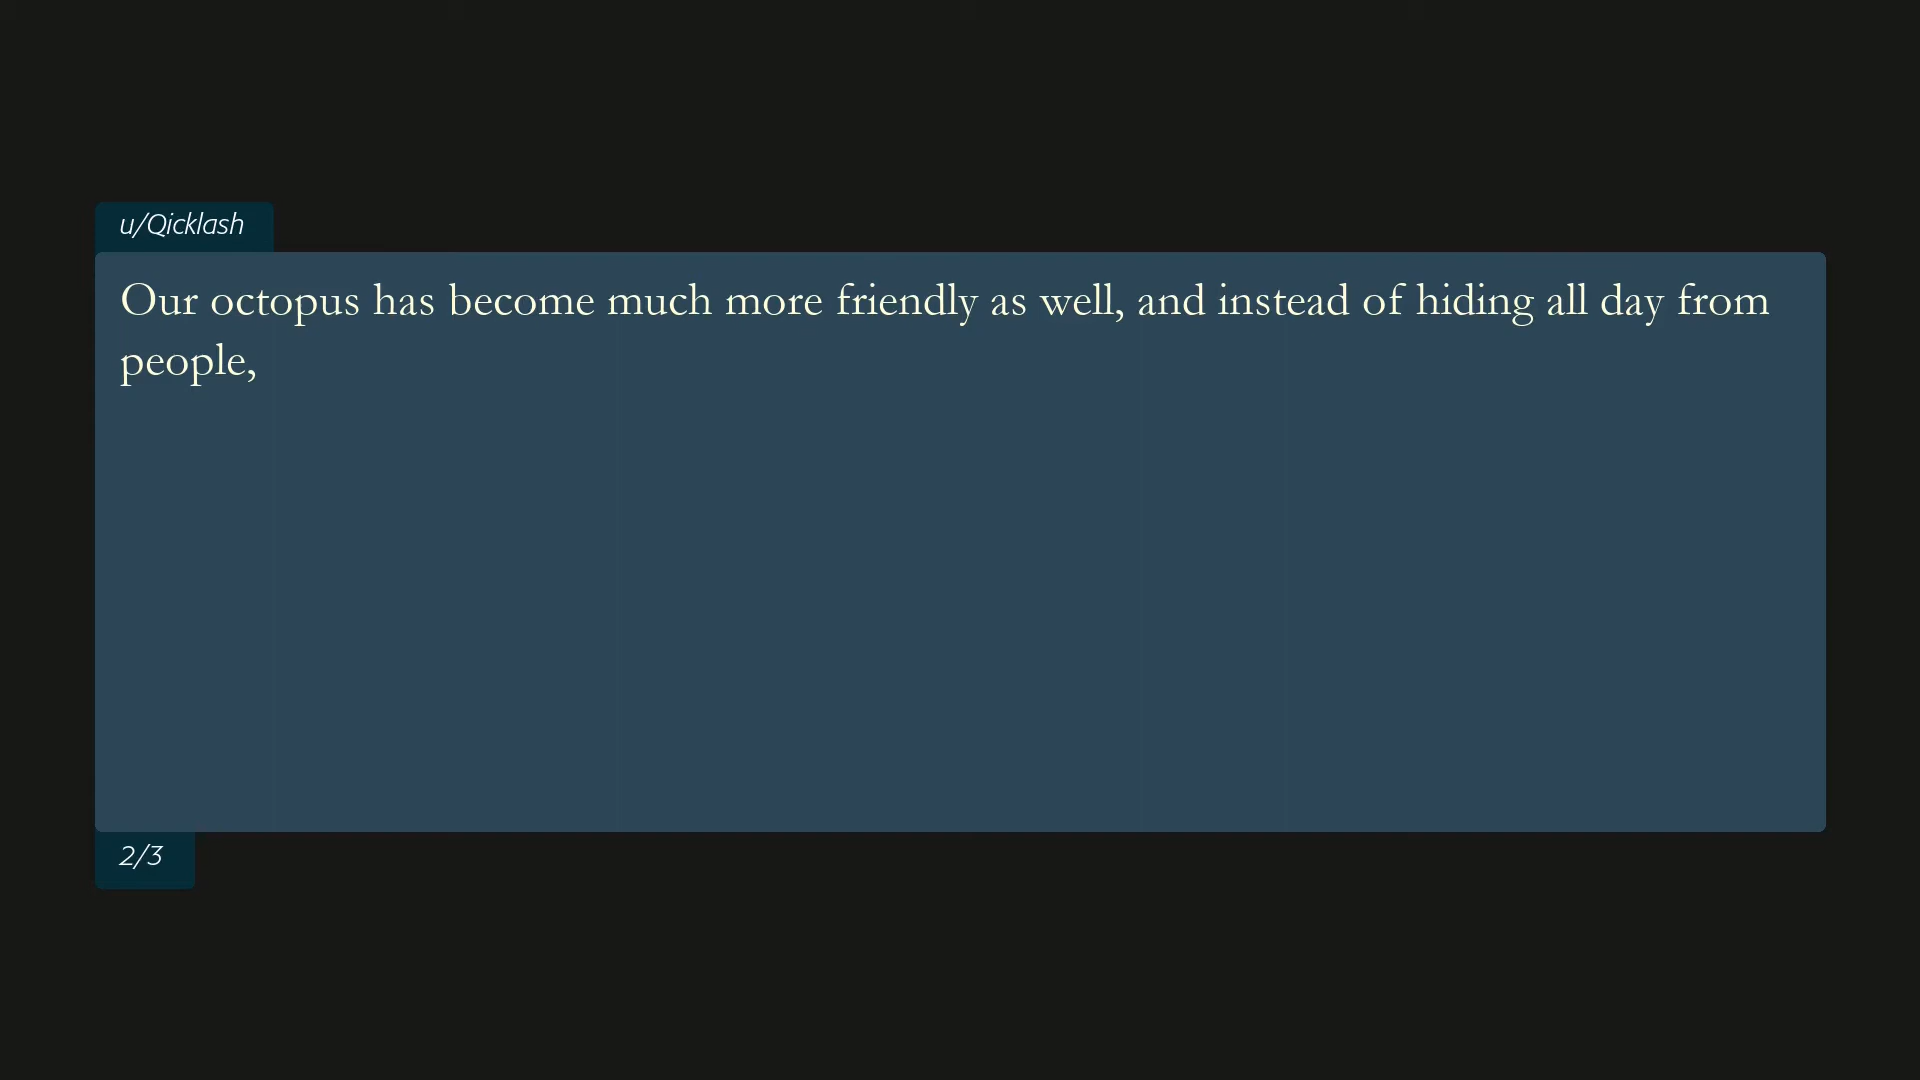 u/Qicklash
Our octopus has become much more friendly as well, and instead of hiding all day from
people,
2/3